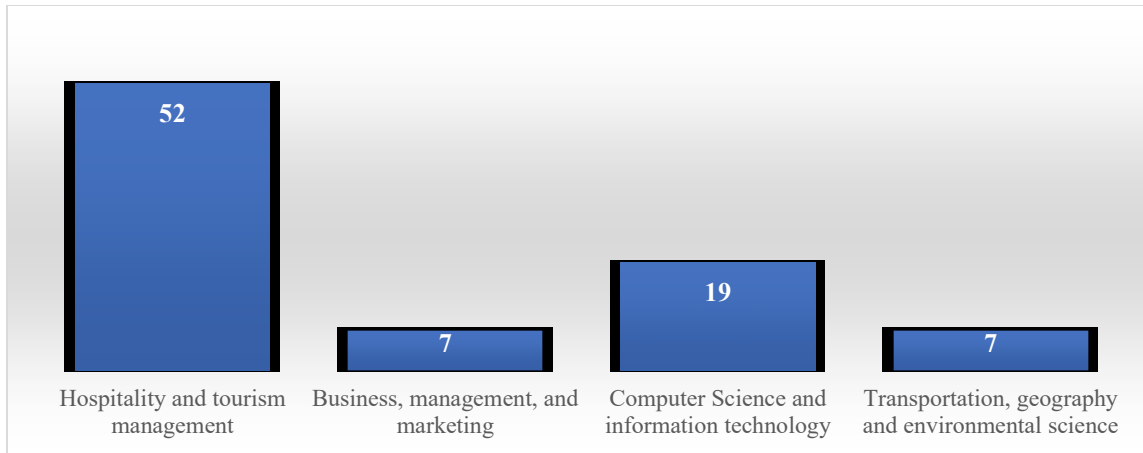 52
7
19
7
Hospitality and tourism
management
Business, management, and
marketing
Computer Science and
information technology
Transportation, geography
and environmental science